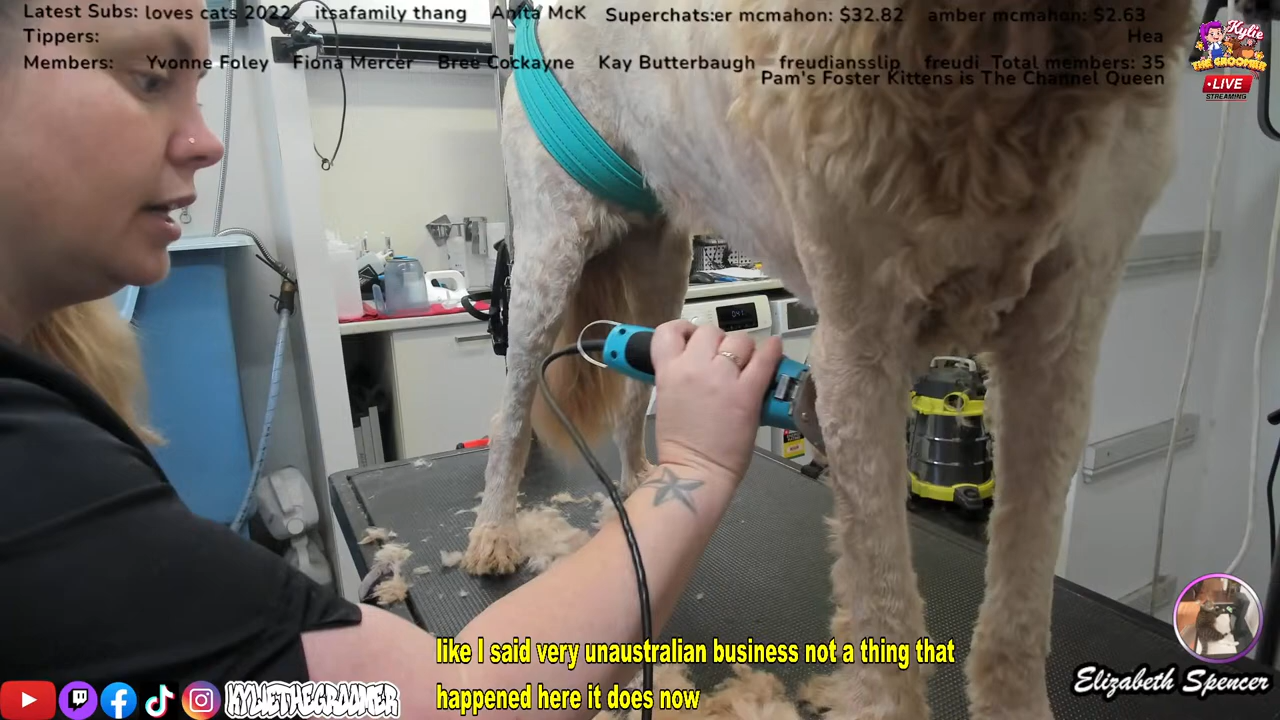 Latest Subs: loves cats 2022 itsafamily thang Anita McK Superchats:er mcmahon: $32.82 amber mcmahon: $2.63
Tippers: Hea
Members: Yvonne Foley Fiona Mercer Bree Cockayne Kay Butterbaugh freudiansslip freudi Total members: 35
Pam's Foster Kittens is The Channel Queen
Kylie
THE GROOMER
LIVE
STREAMING
like I said very unaustralian business not a thing that
happened here it does now
Elizabeth Spencer
KYLIETHEGROOMER